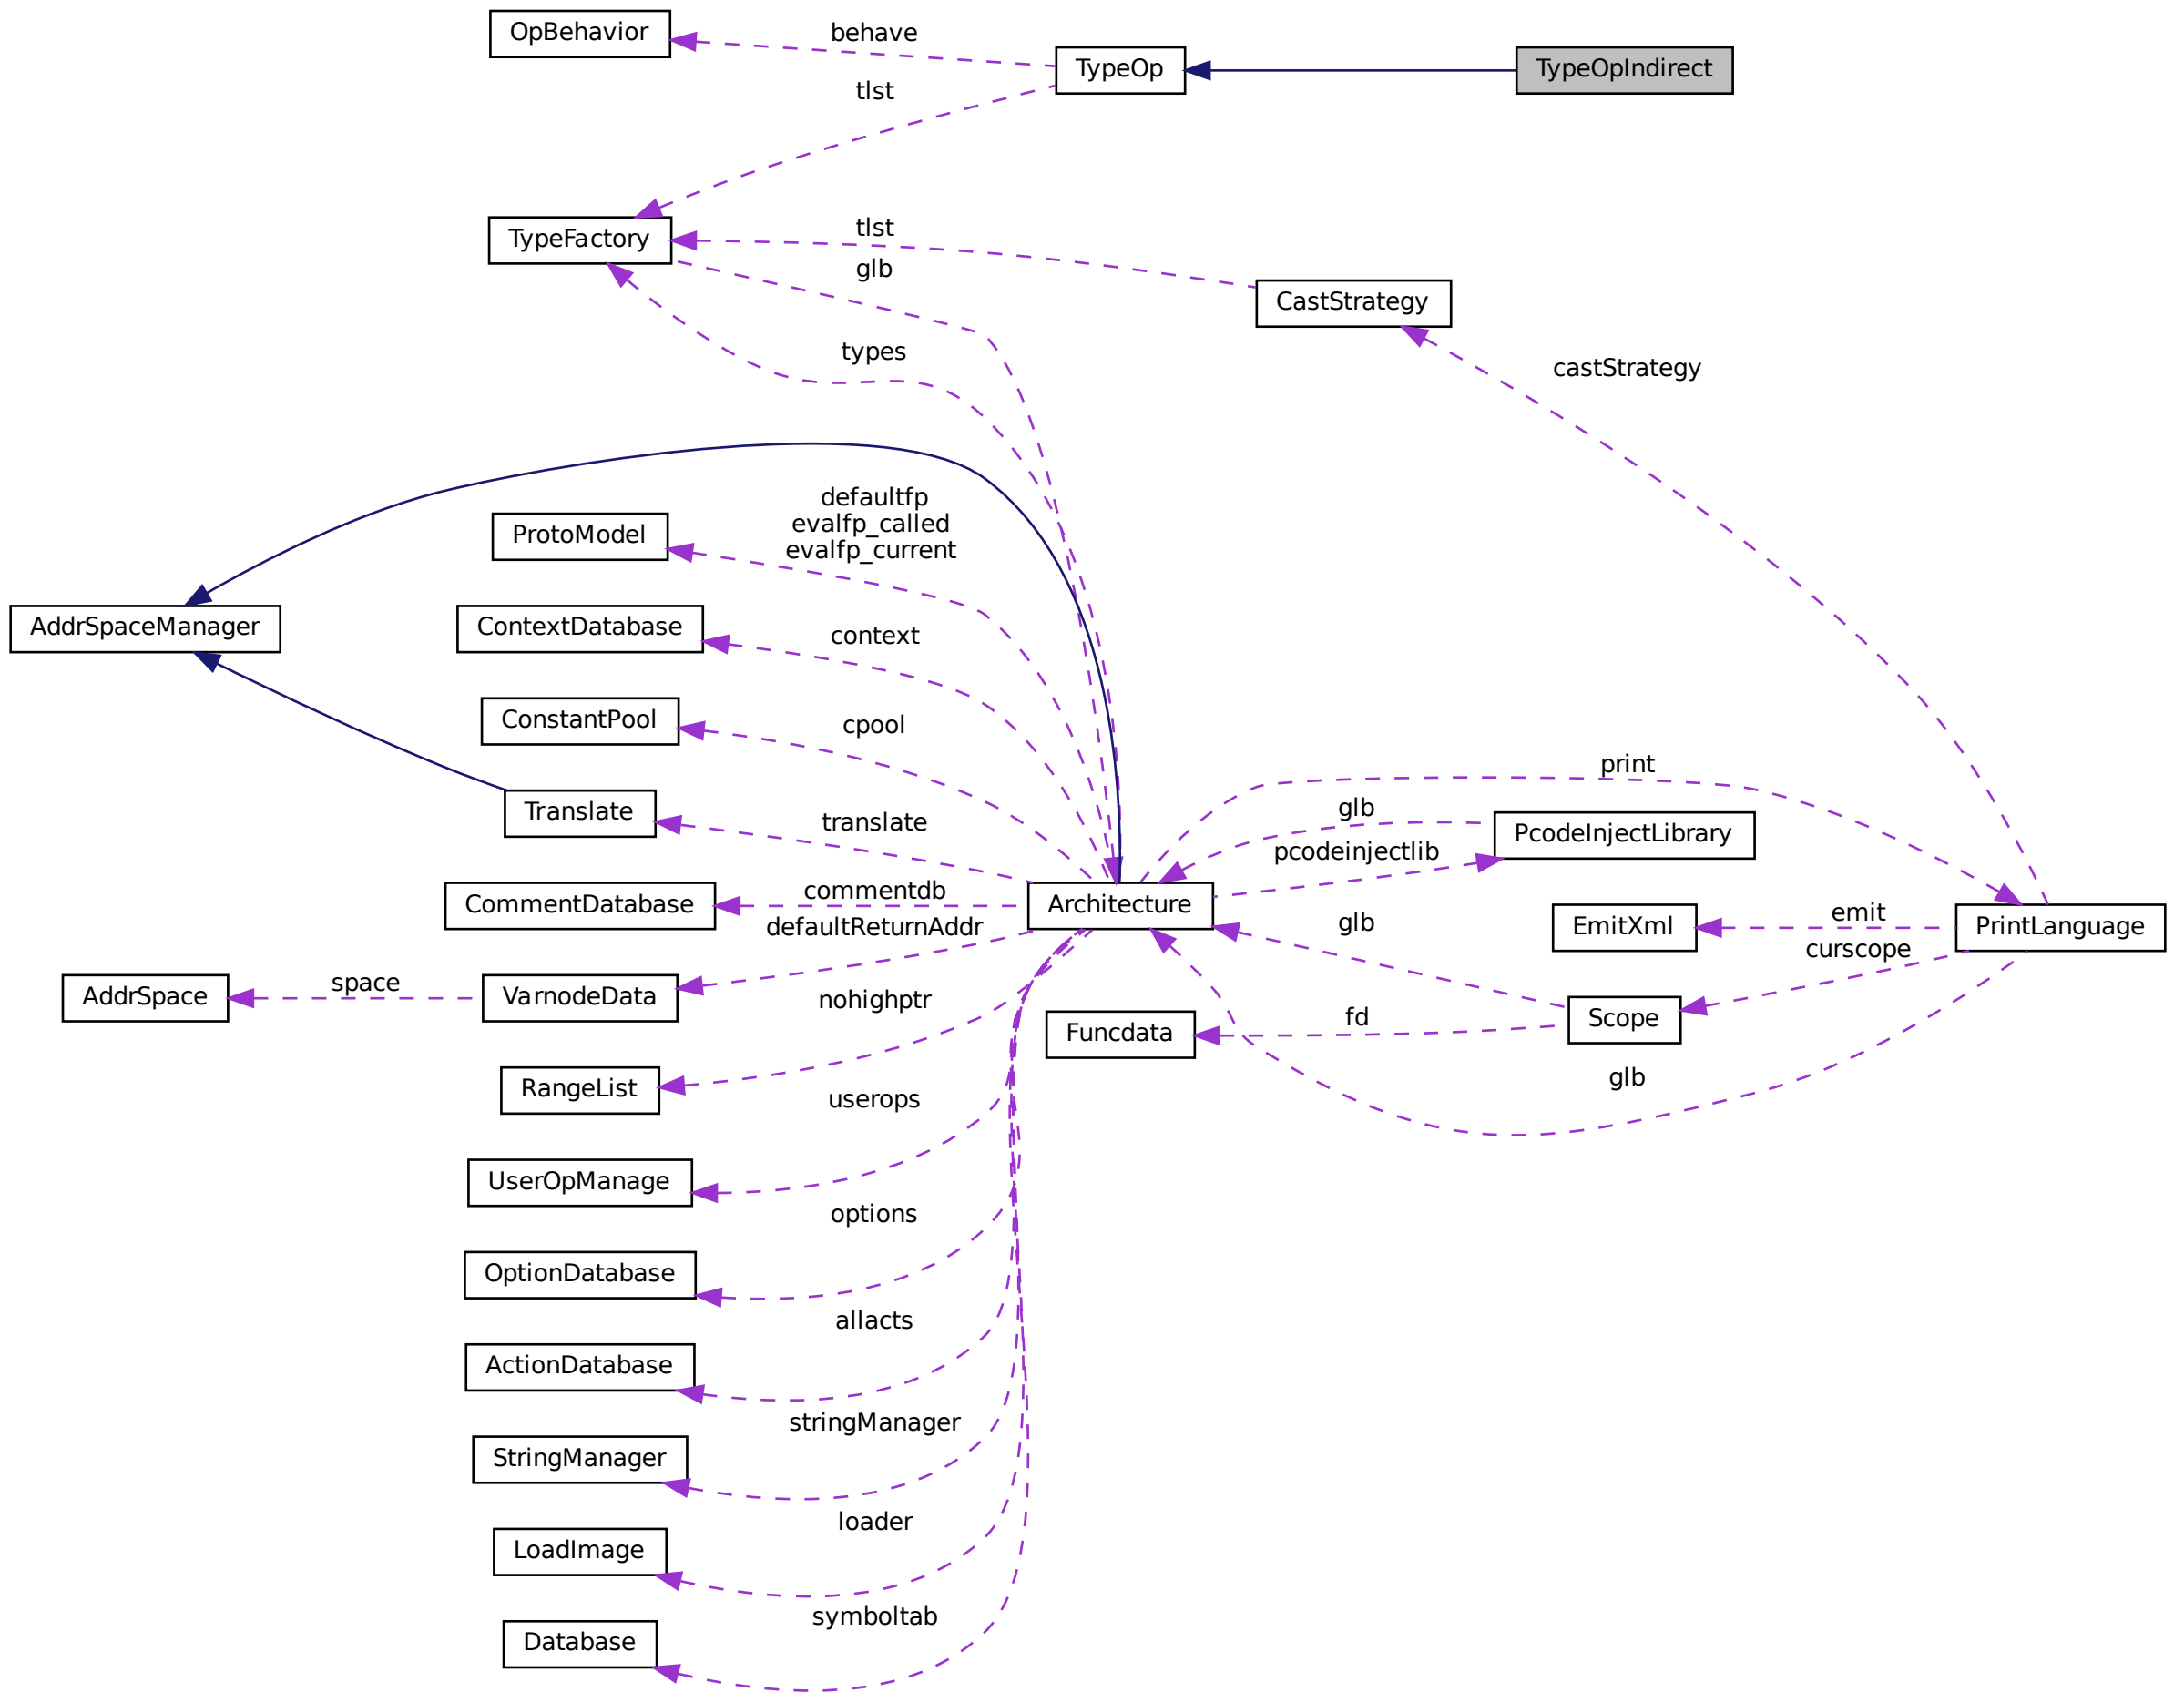 OpBehavior
behave
TypeOp
TypeOpIndirect
tlst
TypeFactory
tlst
glb
CastStrategy
types
castStrategy
defaultfp
evalfp_called
evalfp_current
ProtoModel
AddrSpaceManager
ContextDatabase
context
ConstantPool
cpool
print
Translate
translate
glb
PcodeInjectLibrary
pcodeinjectlib
CommentDatabase
commentdb
Architecture
defaultReturnAddr
glb
EmitXml
emit
PrintLanguage
curscope
AddrSpace
space
VarnodeData
nohighptr
Funcdata
fd
Scope
RangeList
glb
userops
UserOpManage
options
OptionDatabase
allacts
ActionDatabase
stringManager
StringManager
loader
LoadImage
symboltab
Database